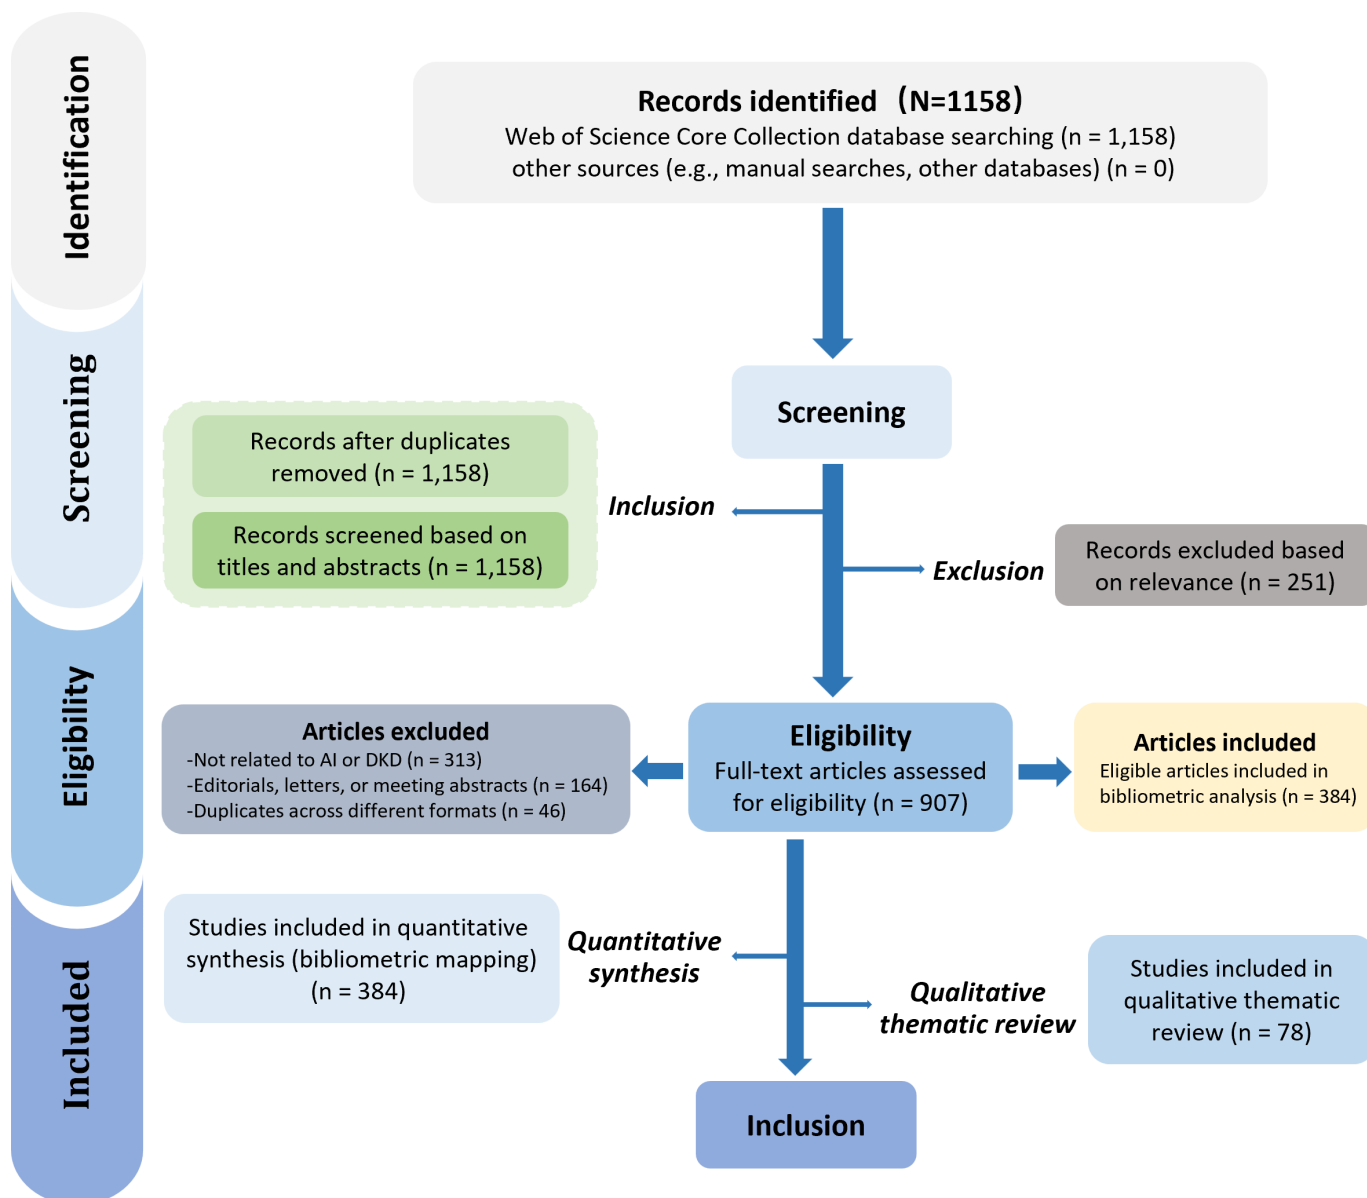 Identification
Records identified（N=1158）
Web of Science Core Collection database searching (n = 1,158)
other sources (e.g., manual searches, other databases) (n = 0)
Screening
Screening
Records after duplicates
removed (n = 1,158)
Records screened based on
titles and abstracts (n = 1,158)
Inclusion
Exclusion
Records excluded based
on relevance (n = 251)
Eligibility
Articles excluded
-Not related to AI or DKD (n = 313)
-Editorials, letters, or meeting abstracts (n = 164)
-Duplicates across different formats (n = 46)
Eligibility
Full-text articles assessed
for eligibility (n = 907)
Articles included
Eligible articles included in
bibliometric analysis (n = 384)
Included
Studies included in quantitative
synthesis (bibliometric mapping)
(n = 384)
Quantitative
synthesis
Qualitative
thematic review
Studies included in
qualitative thematic
review (n = 78)
Inclusion